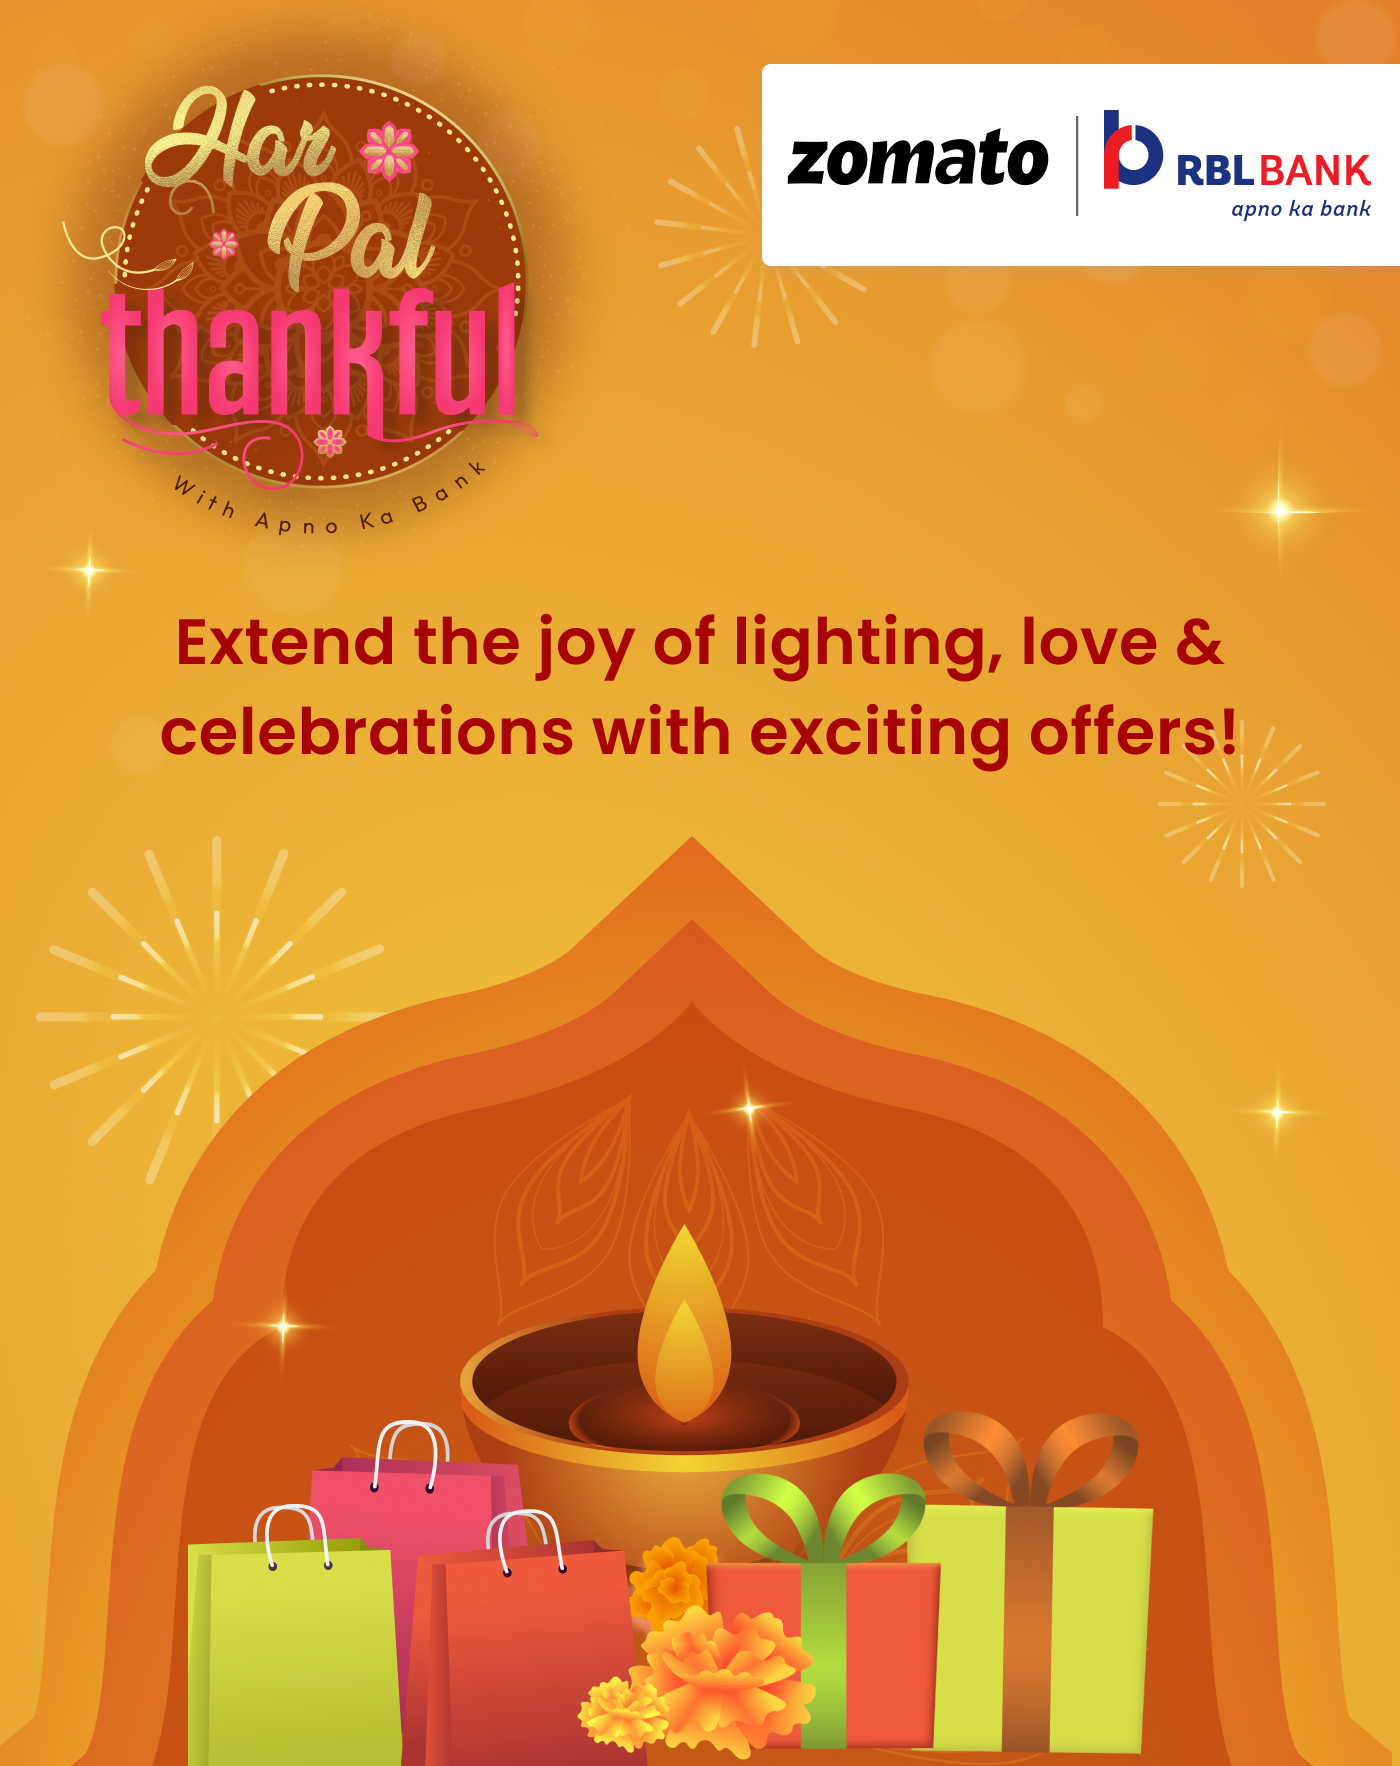 Har
Pal
thankful
With Apno Ka Bank
zomato
RBL BANK
apno ka bank
Extend the joy of lighting, love &
celebrations with exciting offers!